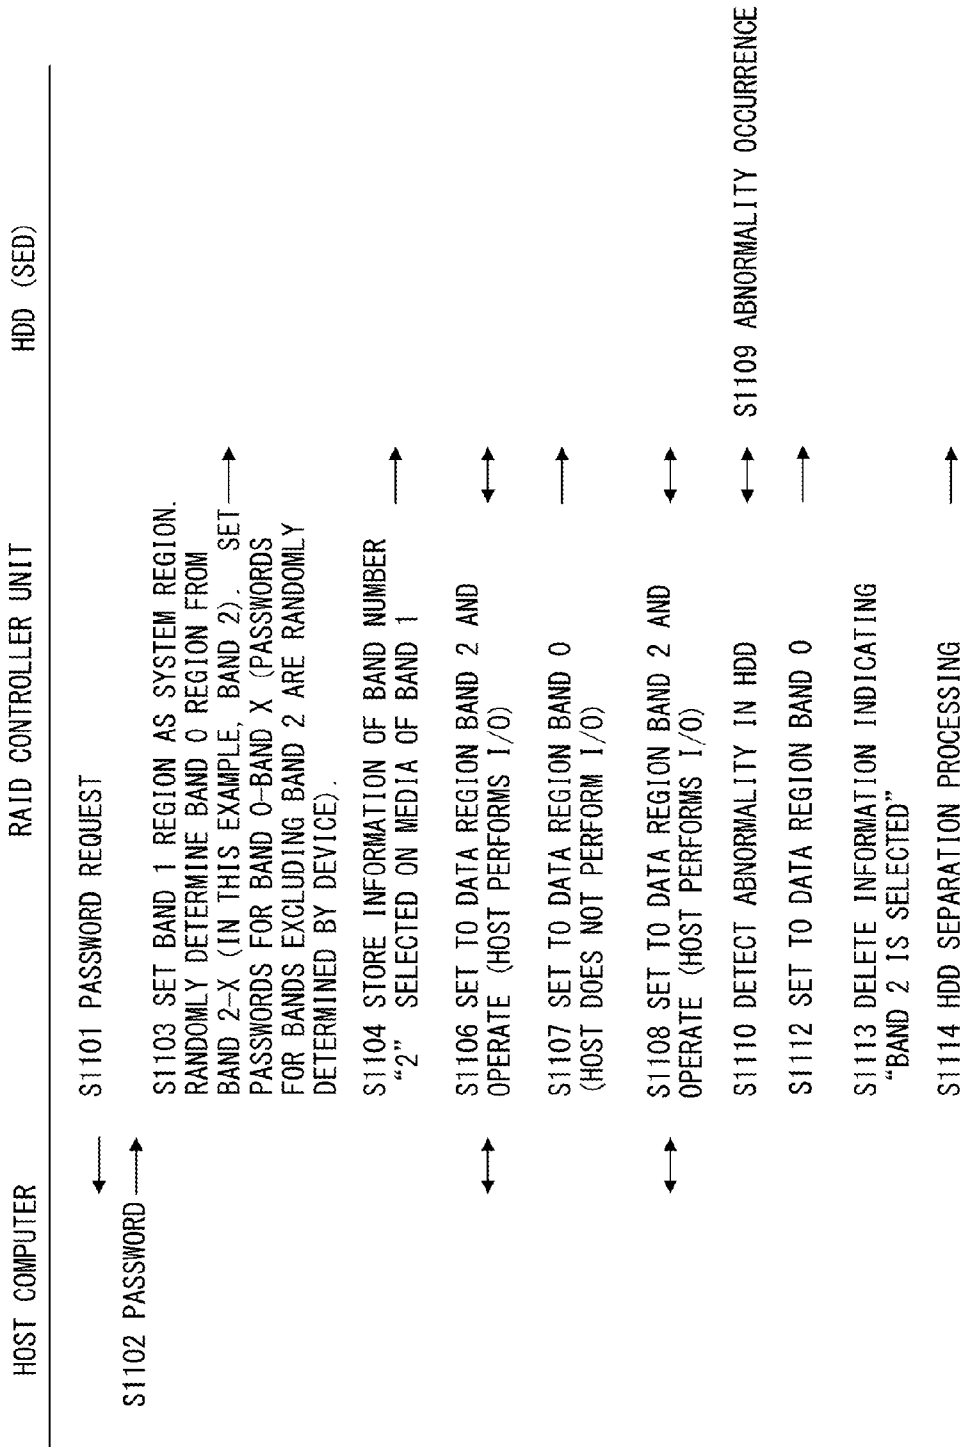 HOST COMPUTER
RAID CONTROLLER UNIT
HDD (SED)
S1101 PASSWORD REQUEST
S1102 PASSWORD
S1103 SET BAND 1 REGION AS SYSTEM REGION.
RANDOMLY DETERMINE BAND 0 REGION FROM
BAND 2-X (IN THIS EXAMPLE, BAND 2). SET
PASSWORDS FOR BAND 0-BAND X (PASSWORDS
FOR BANDS EXCLUDING BAND 2 ARE RANDOMLY
DETERMINED BY DEVICE).
S1104 STORE INFORMATION OF BAND NUMBER
“2” SELECTED ON MEDIA OF BAND 1
S1106 SET TO DATA REGION BAND 2 AND
OPERATE (HOST PERFORMS I/O)
S1107 SET TO DATA REGION BAND 0
(HOST DOES NOT PERFORM I/O)
S1108 SET TO DATA REGION BAND 2 AND
OPERATE (HOST PERFORMS I/O)
S1109 ABNORMALITY OCCURRENCE
S1110 DETECT ABNORMALITY IN HDD
S1112 SET TO DATA REGION BAND 0
S1113 DELETE INFORMATION INDICATING
“BAND 2 IS SELECTED”
S1114 HDD SEPARATION PROCESSING